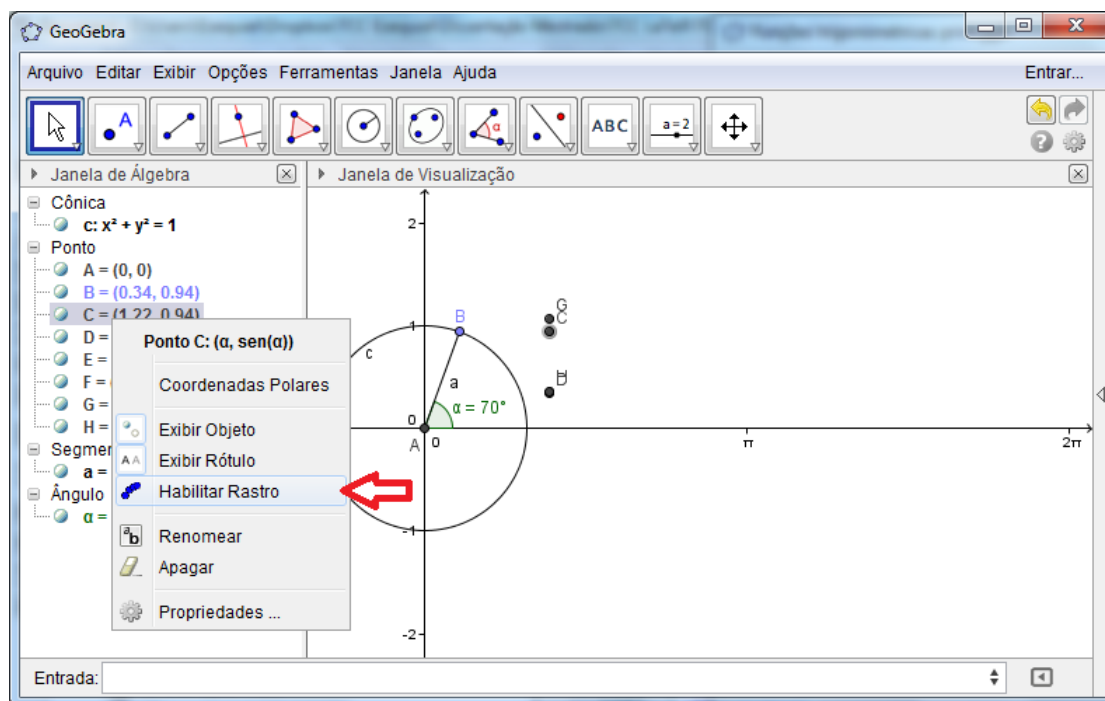 GeoGebra
Arquivo Editar Exibir Opções Ferramentas Janela Ajuda
Entrar...
A
α
ABC
a=2
Janela de Álgebra
Janela de Visualização
Cônica
c: x² + y² = 1
Ponto
A = (0, 0)
B = (0.34, 0.94)
C = (1.22, 0.94)
D =
E =
F =
G =
H =
Segmen
a =
Ângulo
α =
Ponto C: (α, sen(α))
Coordenadas Polares
Exibir Objeto
AA
Exibir Rótulo
Habilitar Rastro
ab
Renomear
Apagar
Propriedades ...
2
1
0
-1
-2
0
π
2π
A
B
C
G
c
a
α = 70°
Entrada: